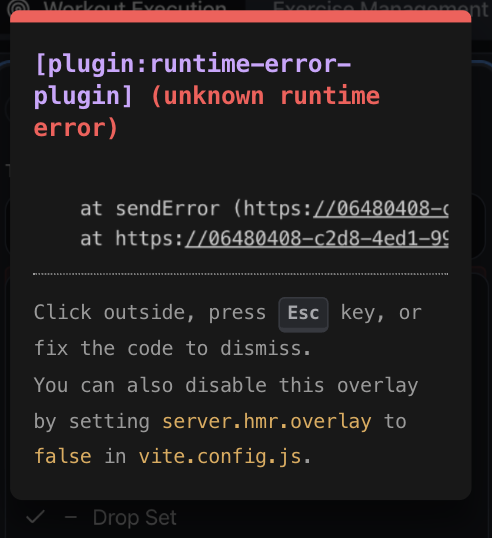 Workout Execution Exercise Management
[plugin:runtime-error-
plugin] (unknown runtime
error)
at sendError (https://06480408-c
at https://06480408-c2d8-4ed1-99
Click outside, press Esc key, or
fix the code to dismiss.
You can also disable this overlay
by setting server.hmr.overlay to
false in vite.config.js.
– Drop Set